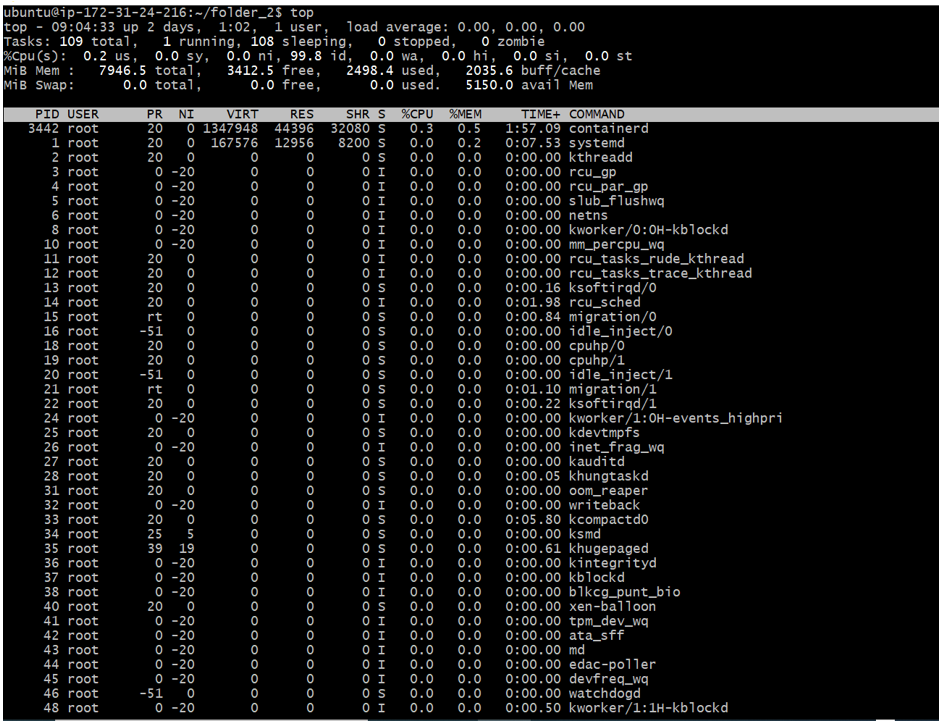 ubuntu@ip-172-31-24-216:~/folder_2$ top
top - 09:04:33 up 2 days,  1:02,  1 user,  load average: 0.00, 0.00, 0.00
Tasks: 109 total,   1 running, 108 sleeping,   0 stopped,   0 zombie
%Cpu(s):  0.2 us,  0.0 sy,  0.0 ni, 99.8 id,  0.0 wa,  0.0 hi,  0.0 si,  0.0 st
MiB Mem :   7946.5 total,   3412.5 free,   2498.4 used,   2035.6 buff/cache
MiB Swap:      0.0 total,      0.0 free,      0.0 used.   5150.0 avail Mem
PID USER PR NI VIRT RES SHR S %CPU %MEM TIME+ COMMAND
3442 root 20 0 1347948 44396 32080 S 0.3 0.5 1:57.09 containerd
1 root 20 0 167576 12956 8200 S 0.0 0.2 0:07.53 systemd
2 root 20 0 0 0 0 S 0.0 0.0 0:00.00 kthreadd
3 root 0 -20 0 0 0 I 0.0 0.0 0:00.00 rcu_gp
4 root 0 -20 0 0 0 I 0.0 0.0 0:00.00 rcu_par_gp
5 root 0 -20 0 0 0 I 0.0 0.0 0:00.00 slub_flushwq
6 root 0 -20 0 0 0 I 0.0 0.0 0:00.00 netns
8 root 0 -20 0 0 0 I 0.0 0.0 0:00.00 kworker/0:0H-kblockd
10 root 0 -20 0 0 0 I 0.0 0.0 0:00.00 mm_percpu_wq
11 root 20 0 0 0 0 I 0.0 0.0 0:00.00 rcu_tasks_rude_kthread
12 root 20 0 0 0 0 I 0.0 0.0 0:00.00 rcu_tasks_trace_kthread
13 root 20 0 0 0 0 S 0.0 0.0 0:00.16 ksoftirqd/0
14 root 20 0 0 0 0 I 0.0 0.0 0:01.98 rcu_sched
15 root rt 0 0 0 0 S 0.0 0.0 0:00.84 migration/0
16 root -51 0 0 0 0 S 0.0 0.0 0:00.00 idle_inject/0
18 root 20 0 0 0 0 S 0.0 0.0 0:00.00 cpuhp/0
19 root 20 0 0 0 0 S 0.0 0.0 0:00.00 cpuhp/1
20 root -51 0 0 0 0 S 0.0 0.0 0:00.00 idle_inject/1
21 root rt 0 0 0 0 S 0.0 0.0 0:01.10 migration/1
22 root 20 0 0 0 0 S 0.0 0.0 0:00.22 ksoftirqd/1
24 root 0 -20 0 0 0 I 0.0 0.0 0:00.00 kworker/1:0H-events_highpri
25 root 20 0 0 0 0 S 0.0 0.0 0:00.00 kdevtmpfs
26 root 0 -20 0 0 0 I 0.0 0.0 0:00.00 inet_frag_wq
27 root 20 0 0 0 0 S 0.0 0.0 0:00.00 kauditd
28 root 20 0 0 0 0 S 0.0 0.0 0:00.05 khungtaskd
31 root 20 0 0 0 0 S 0.0 0.0 0:00.00 oom_reaper
32 root 0 -20 0 0 0 I 0.0 0.0 0:00.00 writeback
33 root 20 0 0 0 0 S 0.0 0.0 0:05.80 kcompactd0
34 root 25 5 0 0 0 S 0.0 0.0 0:00.00 ksmd
35 root 39 19 0 0 0 S 0.0 0.0 0:00.61 khugepaged
36 root 0 -20 0 0 0 I 0.0 0.0 0:00.00 kintegrityd
37 root 0 -20 0 0 0 I 0.0 0.0 0:00.00 kblockd
38 root 0 -20 0 0 0 I 0.0 0.0 0:00.00 blkcg_punt_bio
40 root 20 0 0 0 0 S 0.0 0.0 0:00.00 xen-balloon
41 root 0 -20 0 0 0 I 0.0 0.0 0:00.00 tpm_dev_wq
42 root 0 -20 0 0 0 I 0.0 0.0 0:00.00 ata_sff
43 root 0 -20 0 0 0 I 0.0 0.0 0:00.00 md
44 root 0 -20 0 0 0 I 0.0 0.0 0:00.00 edac-poller
45 root 0 -20 0 0 0 I 0.0 0.0 0:00.00 devfreq_wq
46 root -51 0 0 0 0 S 0.0 0.0 0:00.00 watchdogd
48 root 0 -20 0 0 0 I 0.0 0.0 0:00.50 kworker/1:1H-kblockd